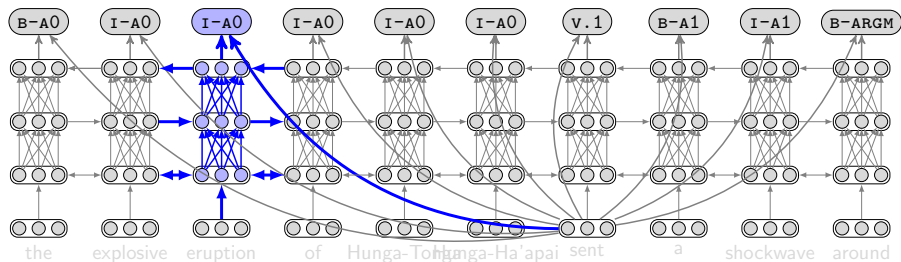 B-A0 I-A0 I-A0 I-A0 I-A0 I-A0 V.1 B-A1 I-A1 B-ARGM
the explosive eruption of Hunga-Tonga Hunga-Ha'apai sent a shockwave around